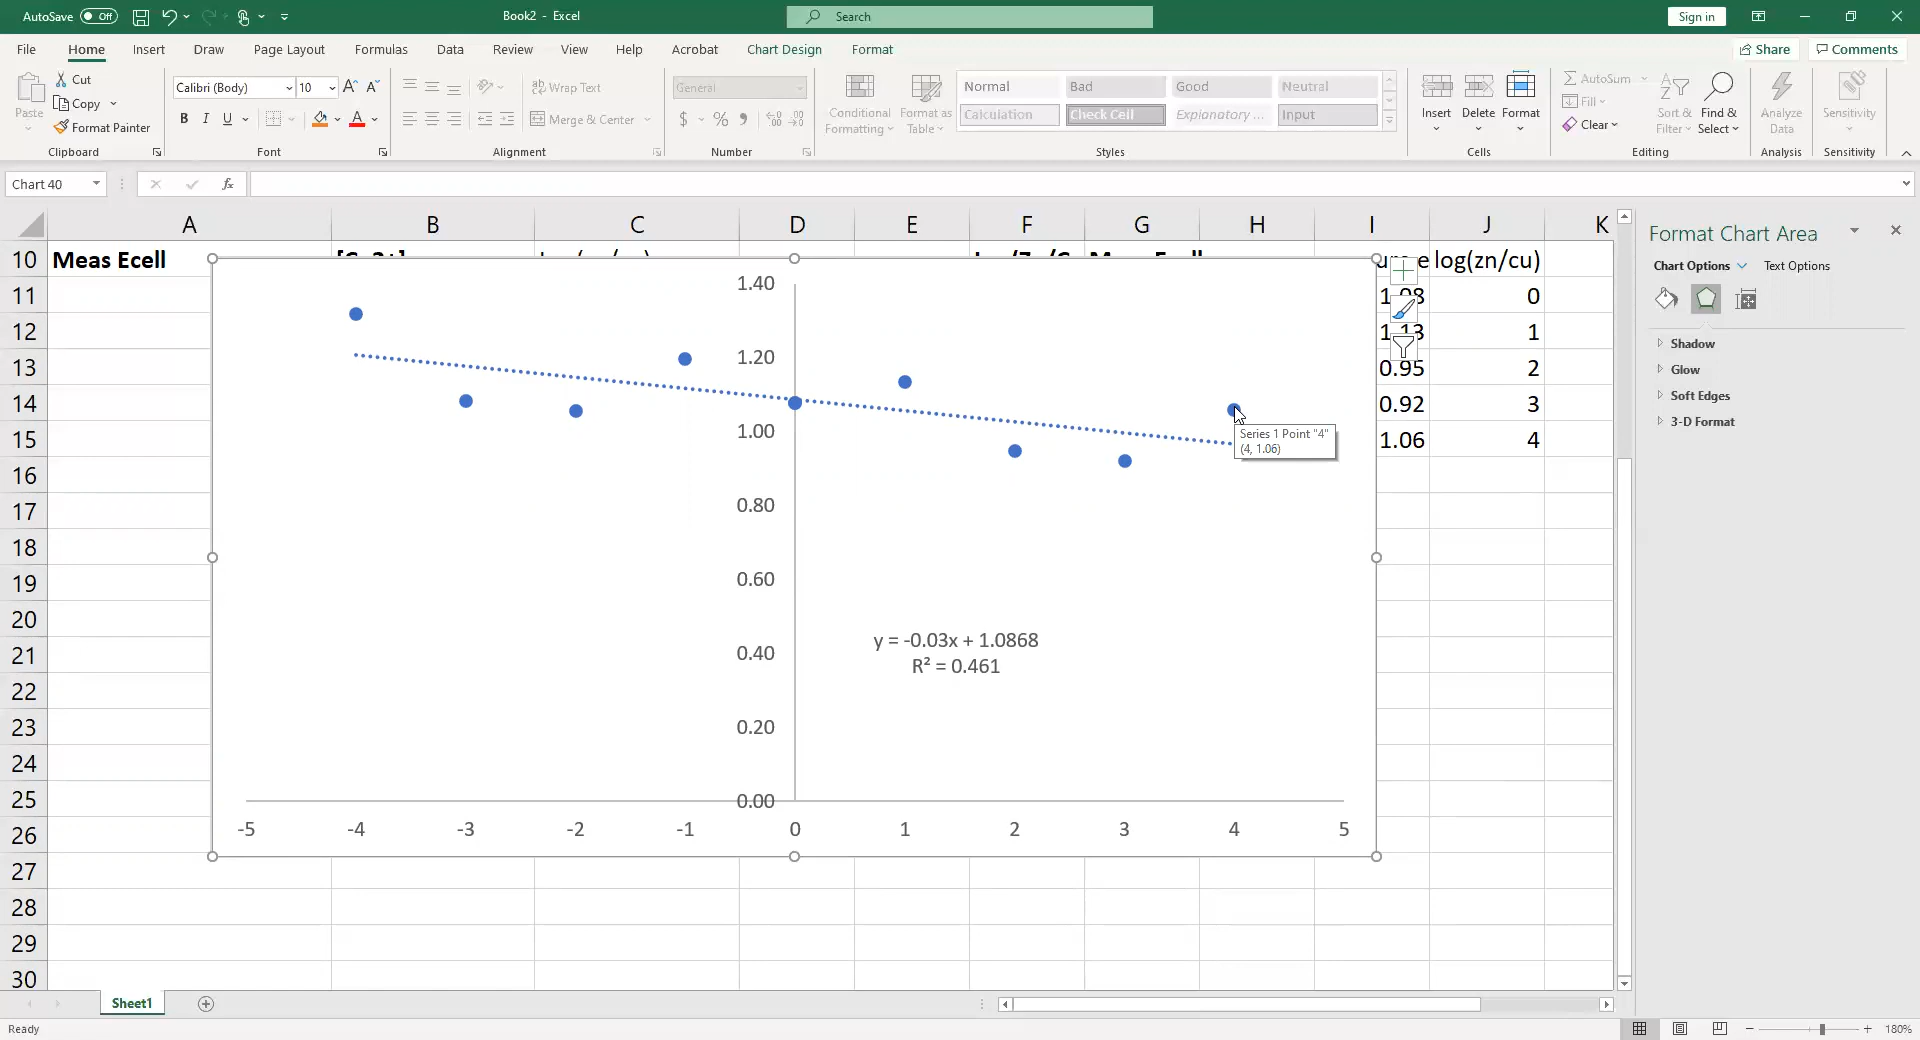 AutoSave Off Book2 - Excel Search Sign in
File Home Insert Draw Page Layout Formulas Data Review View Help Acrobat Chart Design Format Share Comments
Paste
Cut
Copy
Format Painter
Clipboard
Calibri (Body) 10
B I U
Font
Wrap Text
Merge & Center
Alignment
General
$ %
Number
Conditional
Formatting
Format as
Table
Normal Bad Good Neutral
Calculation Check Cell Explanatory ... Input
Styles
Insert Delete Format
Cells
AutoSum
Fill
Clear
Sort &
Filter
Find &
Select
Editing
Analyze
Data
Analysis
Sensitivity
Sensitivity
Chart 40 fx
A B C D E F G H I J K
10 Meas Ecell log(zn/cu)
11 1.08 0
12 1.13 1
13 0.95 2
14 0.92 3
15 1.06 4
16
17
18
19
20
21
22
23
24
25
26
27
28
29
30
1.40
1.20
1.00
0.80
0.60
0.40
0.20
0.00
-5 -4 -3 -2 -1 0 1 2 3 4 5
Series 1 Point "4"
(4, 1.06)
y = -0.03x + 1.0868
R² = 0.461
Format Chart Area
Chart Options Text Options
Shadow
Glow
Soft Edges
3-D Format
Sheet1
Ready 180%